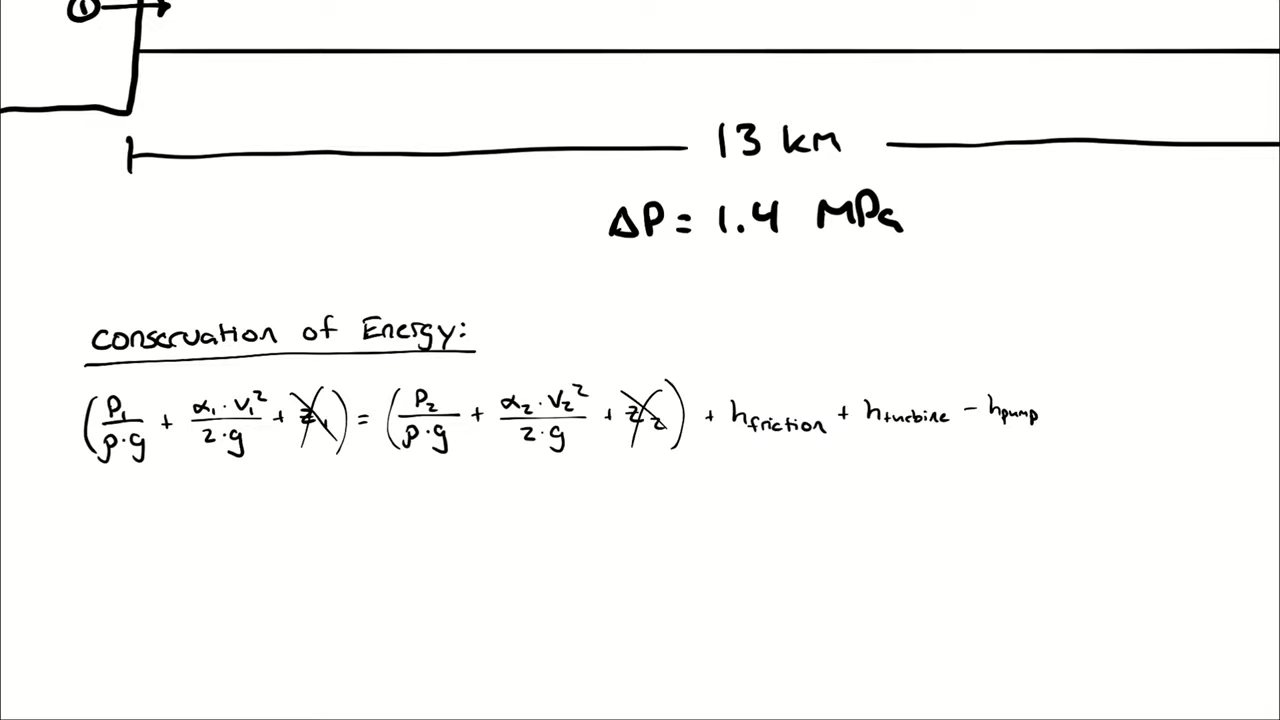 ①
13 km
ΔP = 1.4 MPa
Conservation of Energy:
(P₁/ρ·g + α₁·V₁²/2·g + z₁) = (P₂/ρ·g + α₂·V₂²/2·g + z₂) + h_friction + h_turbine − h_pump